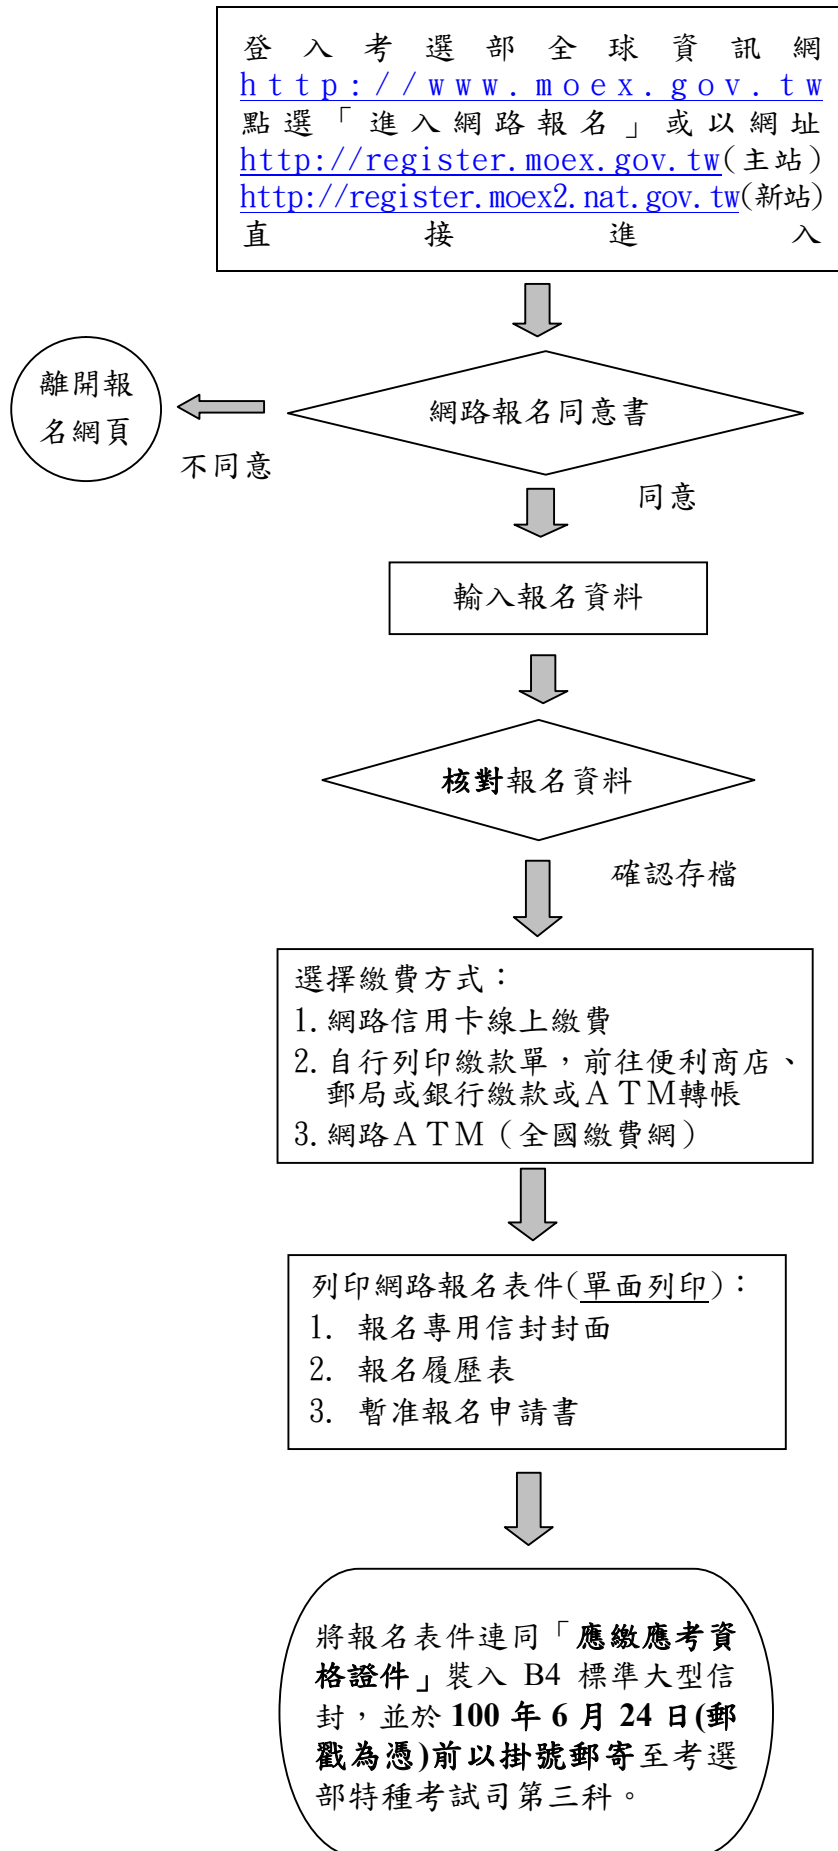 登入考選部全球資訊網
http://www.moex.gov.tw
點選「進入網路報名」或以網址
http://register.moex.gov.tw(主站)
http://register.moex2.nat.gov.tw(新站)
直接進入
網路報名同意書
離開報
名網頁
不同意
同意
輸入報名資料
核對報名資料
確認存檔
選擇繳費方式：
1.網路信用卡線上繳費
2.自行列印繳款單，前往便利商店、
郵局或銀行繳款或ＡＴＭ轉帳
3.網路ＡＴＭ（全國繳費網）
列印網路報名表件(單面列印)：
1. 報名專用信封封面
2. 報名履歷表
3. 暫准報名申請書
將報名表件連同「應繳應考資
格證件」裝入 B4 標準大型信
封，並於 100 年 6 月 24 日(郵
戳為憑)前以掛號郵寄至考選
部特種考試司第三科。